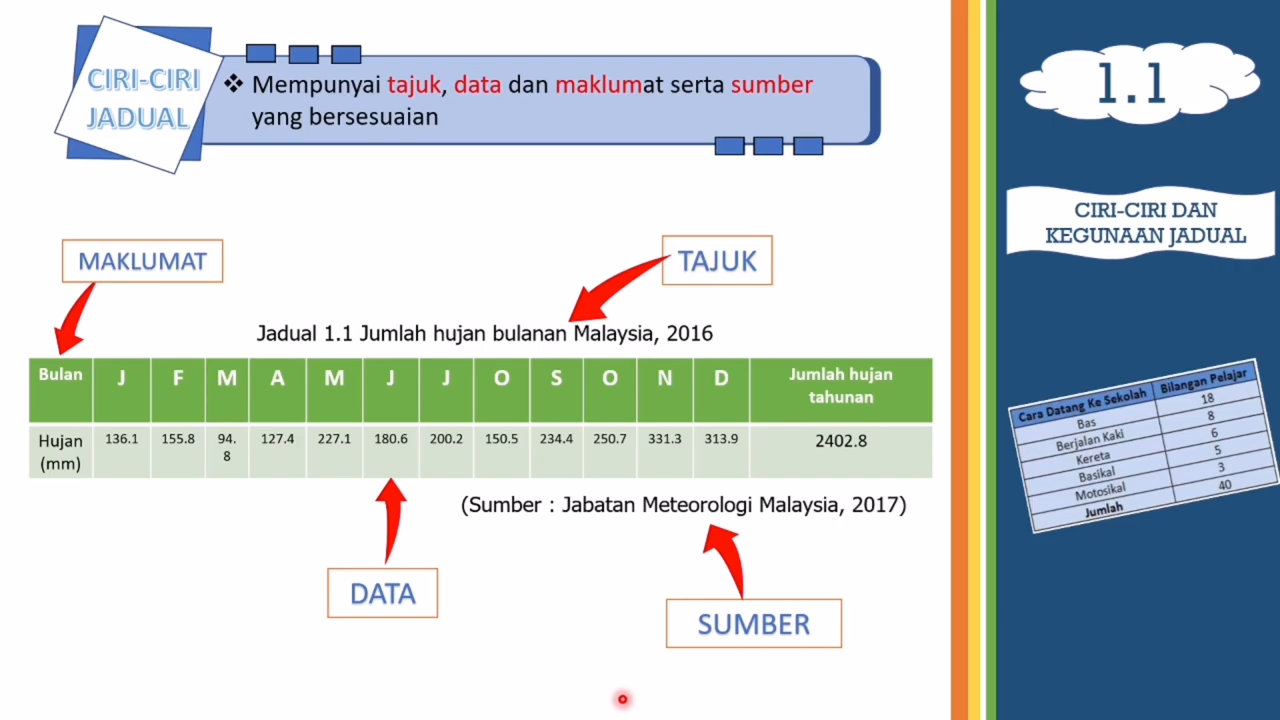 CIRI-CIRI
JADUAL
❖ Mempunyai tajuk, data dan maklumat serta sumber
yang bersesuaian
1.1
CIRI-CIRI DAN
KEGUNAAN JADUAL
MAKLUMAT
TAJUK
Jadual 1.1 Jumlah hujan bulanan Malaysia, 2016
Bulan J F M A M J J O S O N D Jumlah hujan
tahunan
Hujan 136.1 155.8 94. 127.4 227.1 180.6 200.2 150.5 234.4 250.7 331.3 313.9 2402.8
(mm) 8
(Sumber : Jabatan Meteorologi Malaysia, 2017)
DATA
SUMBER
Cara Datang Ke Sekolah Bilangan Pelajar
Bas 18
Berjalan Kaki 8
Kereta 6
Basikal 5
Motosikal 3
Jumlah 40